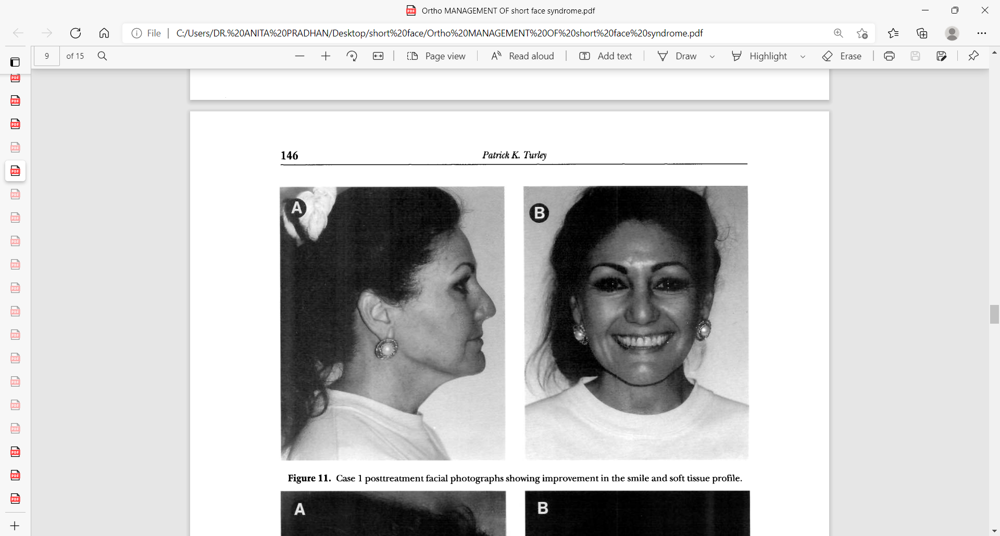 Ortho MANAGEMENT OF short face syndrome.pdf
File
C:/Users/DR.%20ANITA%20PRADHAN/Desktop/short%20face/Ortho%20MANAGEMENT%20OF%20short%20face%20syndrome.pdf
9 of 15 Page view Read aloud Add text Draw Highlight Erase
146 Patrick K. Turley
A B
Figure 11. Case 1 posttreatment facial photographs showing improvement in the smile and soft tissue profile.
A B